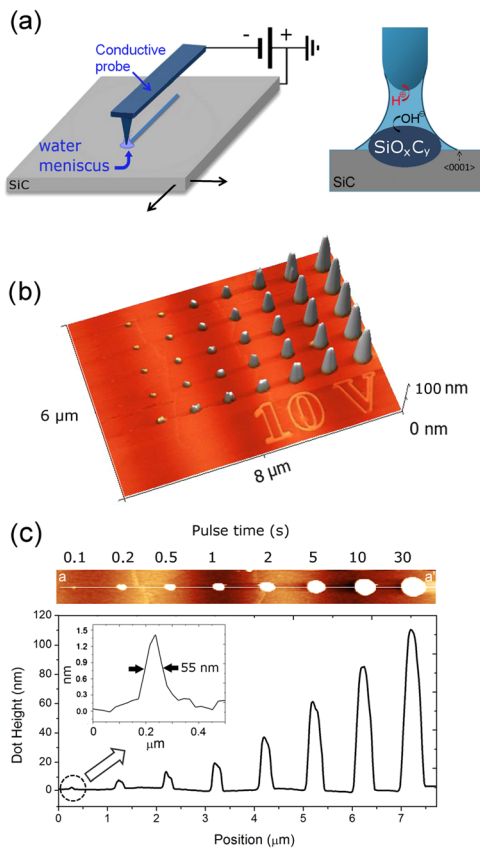 (a)
Conductive
probe
- +
water
meniscus
SiC
H⊕
OH⊖
SiOxCy
<0001>
SiC
(b)
6 µm
8 µm
10 V
100 nm
0 nm
(c)
Pulse time (s)
0.1 0.2 0.5 1 2 5 10 30
a a'
Dot Height (nm)
120
100
80
60
40
20
0
nm
1.5
1.2
0.9
0.6
0.3
0.0
55 nm
0 0.2 0.4
µm
0 1 2 3 4 5 6 7
Position (µm)